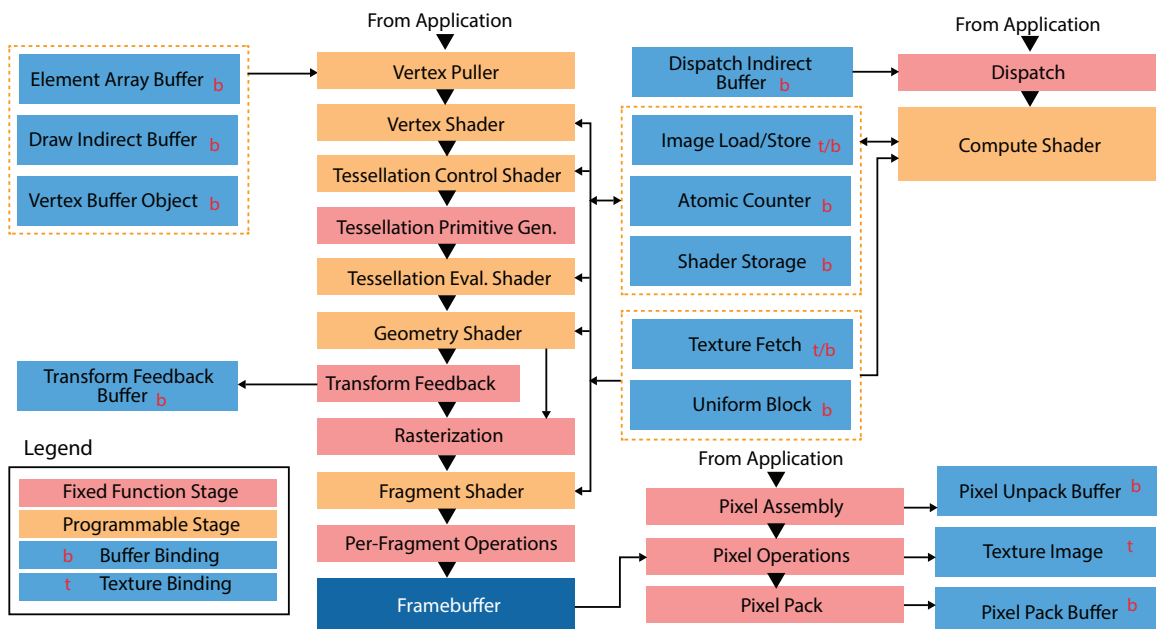 From Application
Element Array Buffer b
Draw Indirect Buffer b
Vertex Buffer Object b
Vertex Puller
Vertex Shader
Tessellation Control Shader
Tessellation Primitive Gen.
Tessellation Eval. Shader
Geometry Shader
Transform Feedback
Rasterization
Fragment Shader
Per-Fragment Operations
Framebuffer
Transform Feedback
Buffer b
Legend
Fixed Function Stage
Programmable Stage
b Buffer Binding
t Texture Binding
Dispatch Indirect
Buffer b
Image Load/Store t/b
Atomic Counter b
Shader Storage b
Texture Fetch t/b
Uniform Block b
From Application
Dispatch
Compute Shader
From Application
Pixel Assembly
Pixel Operations
Pixel Pack
Pixel Unpack Buffer b
Texture Image t
Pixel Pack Buffer b